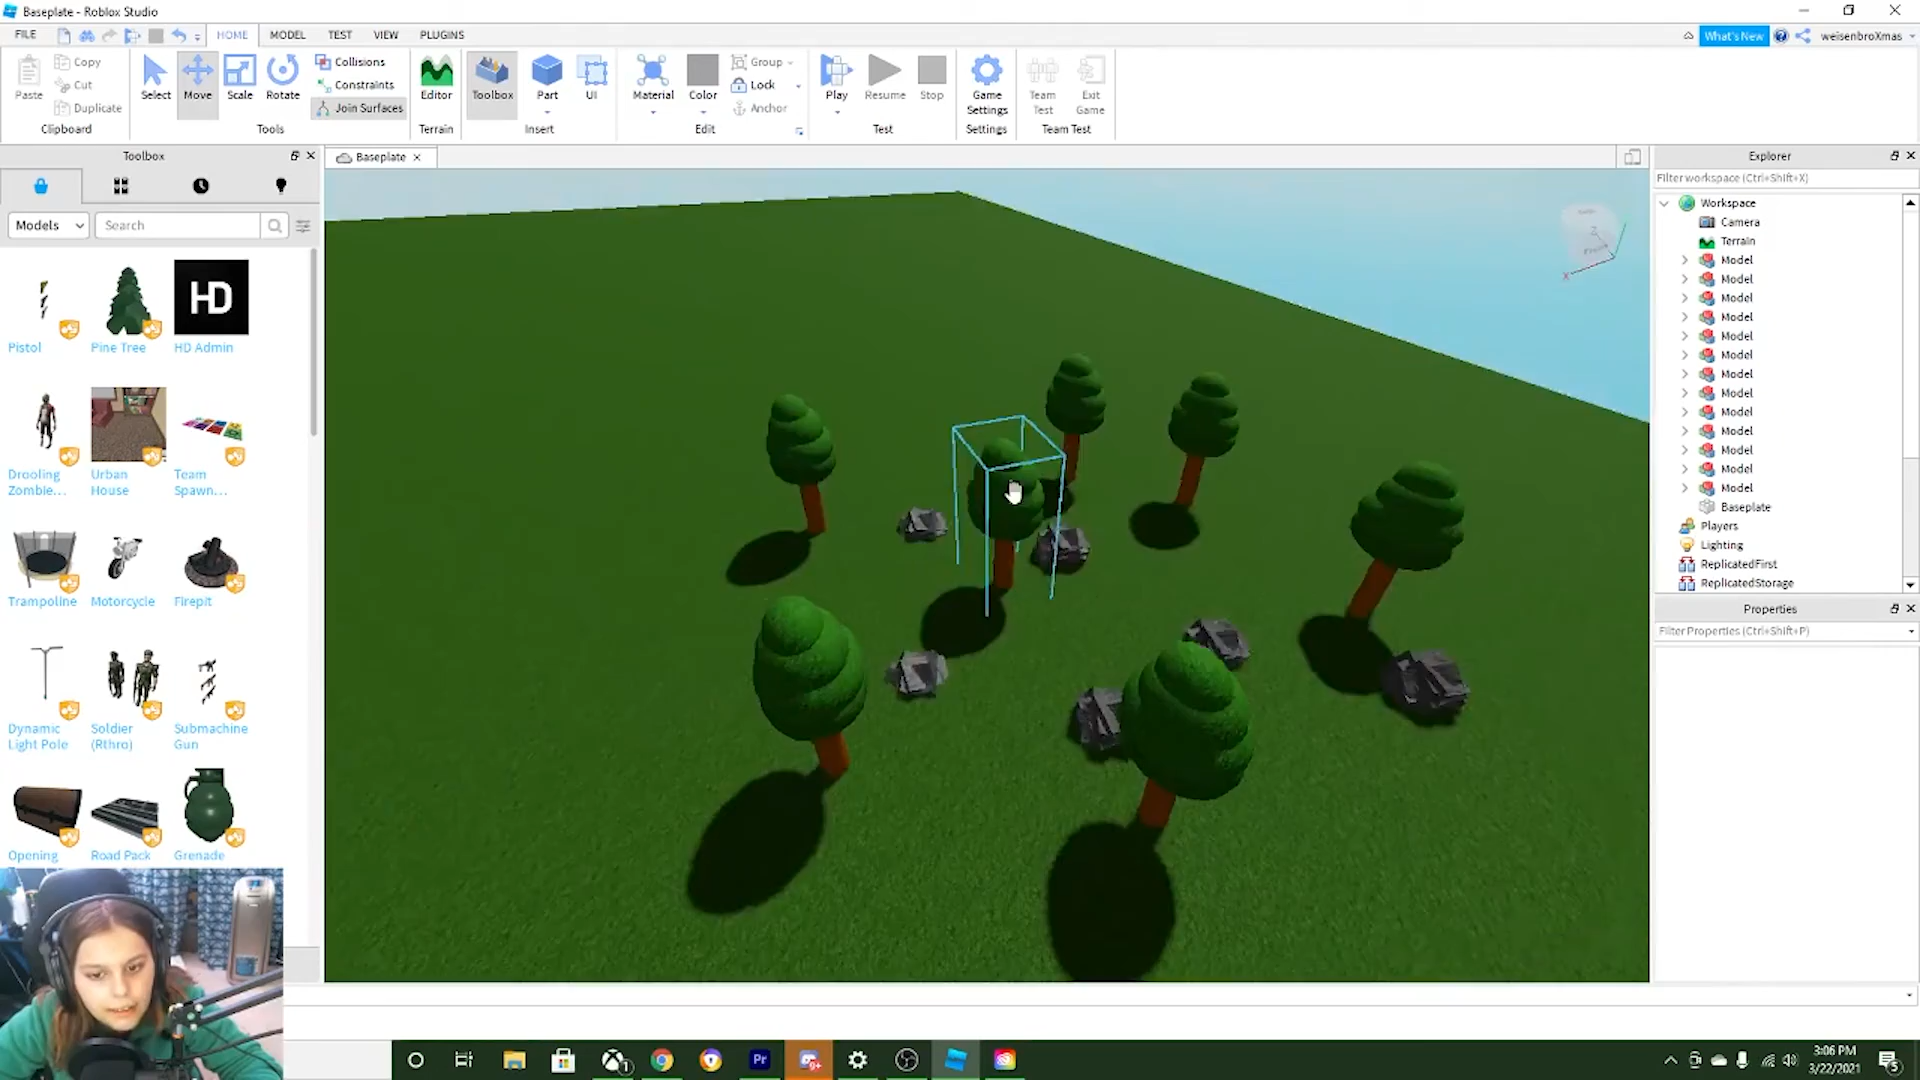 Baseplate - Roblox Studio
FILE HOME MODEL TEST VIEW PLUGINS
What's New weisenbroXmas
Paste Copy Cut Duplicate
Clipboard
Select Move Scale Rotate
Collisions
Constraints
Join Surfaces
Tools
Editor
Terrain
Toolbox Part UI
Insert
Material Color
Group
Lock
Anchor
Edit
Play Resume Stop
Test
Game Settings
Settings
Team Test Exit Game
Team Test
Toolbox
Models Search
Pistol Pine Tree HD Admin
HD
Drooling Zombie... Urban House Team Spawn...
Trampoline Motorcycle Firepit
Dynamic Light Pole Soldier (Rthro) Submachine Gun
Opening Road Pack Grenade
Baseplate
X
Explorer
Filter workspace (Ctrl+Shift+X)
Workspace
Camera
Terrain
Model
Model
Model
Model
Model
Model
Model
Model
Model
Model
Model
Model
Model
Baseplate
Players
Lighting
ReplicatedFirst
ReplicatedStorage
Properties
Filter Properties (Ctrl+Shift+P)
1 Pr 9+
3:06 PM
3/22/2021
5